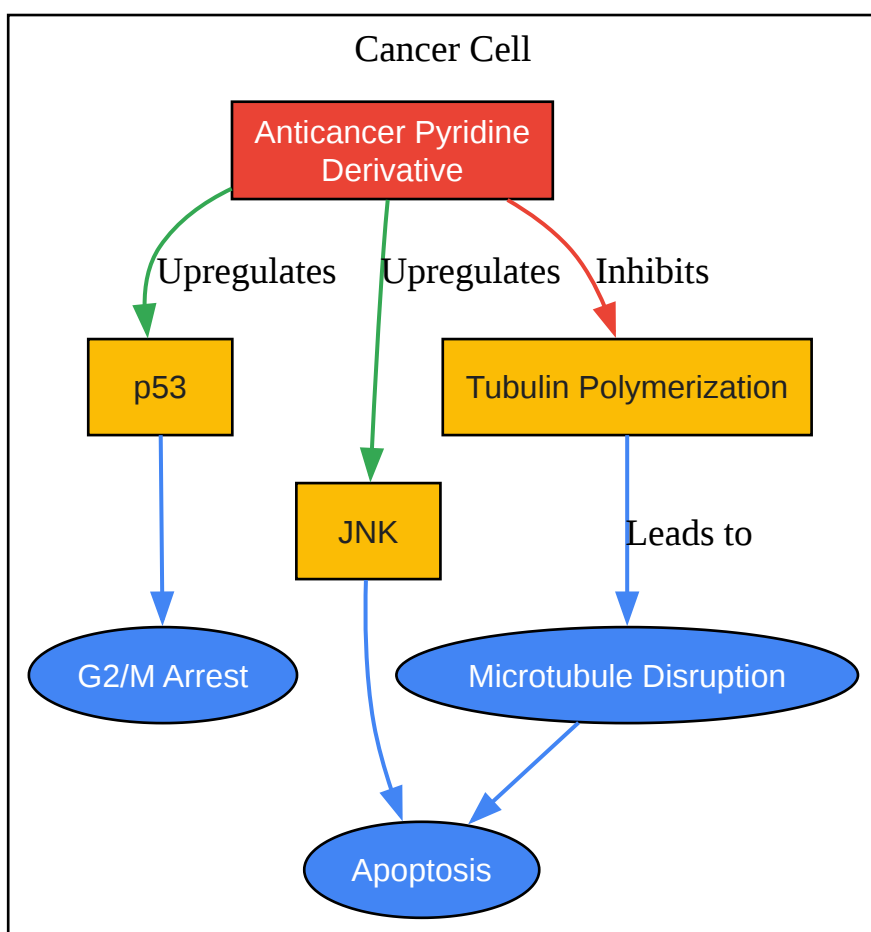 Cancer Cell
Anticancer Pyridine
Derivative
Upregulates
Upregulates
Inhibits
p53
Tubulin Polymerization
JNK
Leads to
G2/M Arrest
Microtubule Disruption
Apoptosis